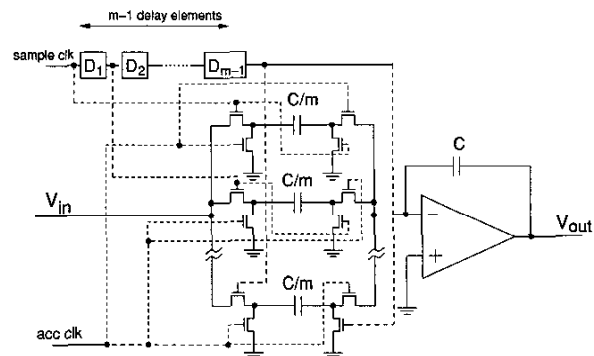 m-1 delay elements
sample clk
D1
D2
Dm-1
C/m
C
C/m
Vin
Vout
C/m
acc clk